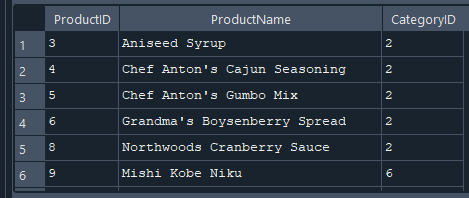 ProductID ProductName CategoryID
1 3 Aniseed Syrup 2
2 4 Chef Anton's Cajun Seasoning 2
3 5 Chef Anton's Gumbo Mix 2
4 6 Grandma's Boysenberry Spread 2
5 8 Northwoods Cranberry Sauce 2
6 9 Mishi Kobe Niku 6